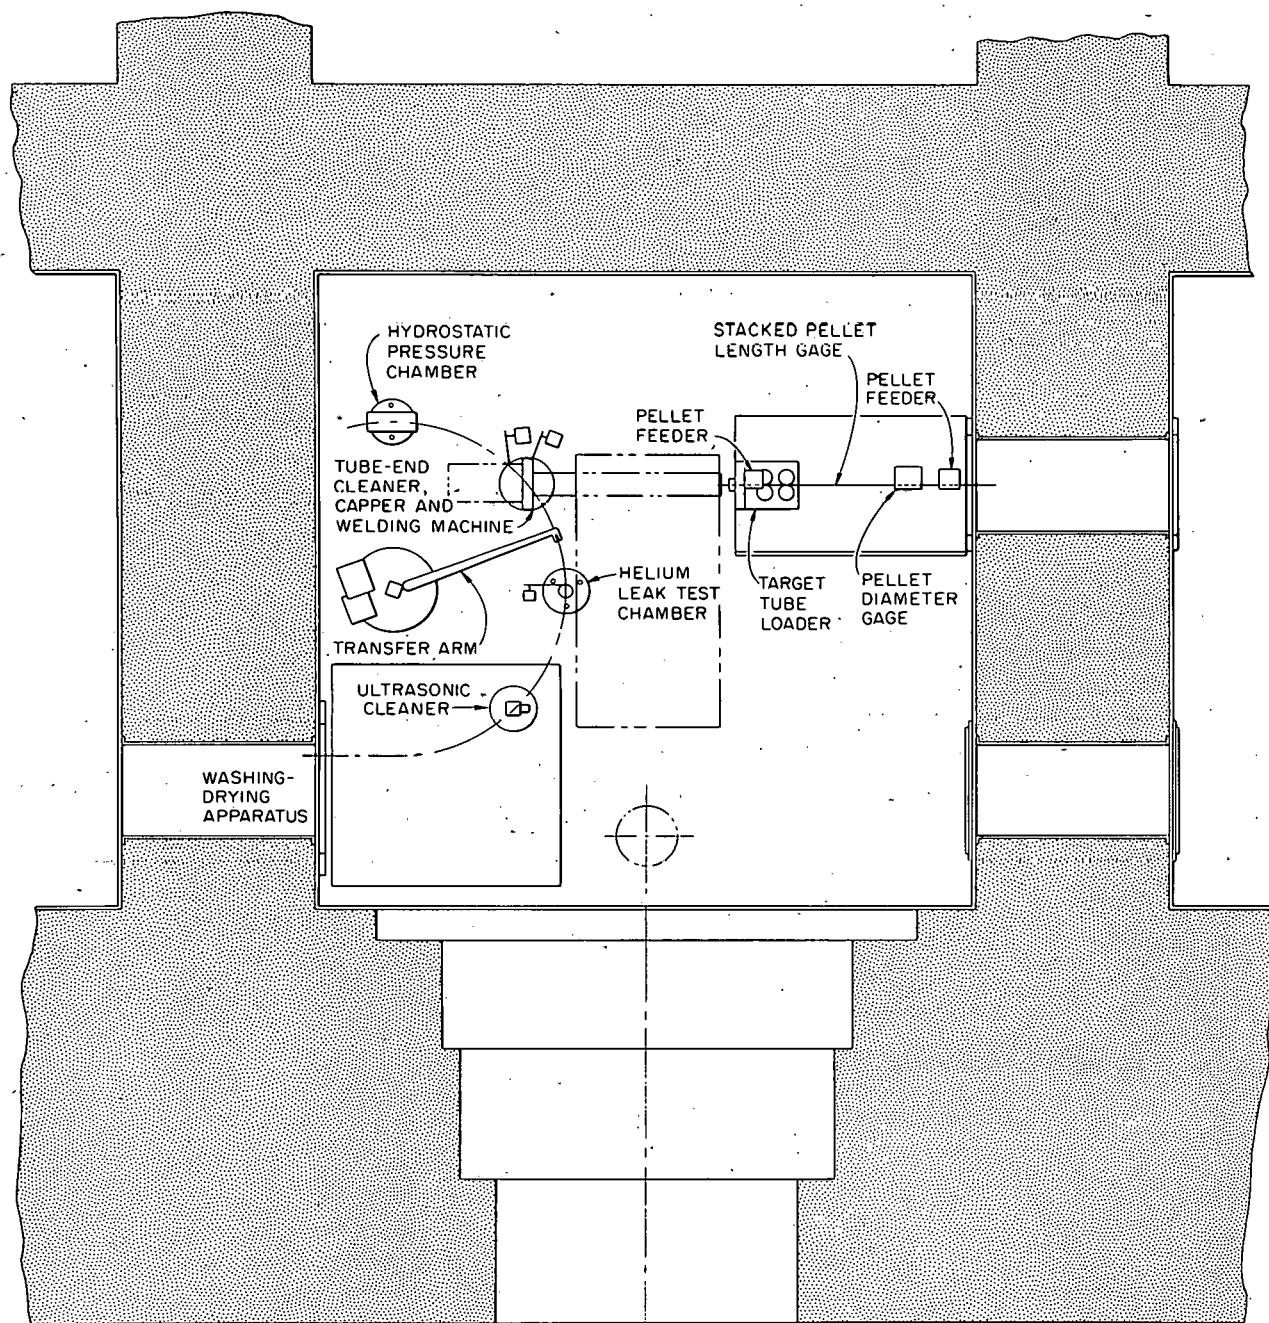 HYDROSTATIC
PRESSURE
CHAMBER
STACKED PELLET
LENGTH GAGE
PELLET
FEEDER
PELLET
FEEDER
TUBE-END
CLEANER,
CAPPER AND
WELDING MACHINE
HELIUM
LEAK TEST
CHAMBER
TARGET
TUBE
LOADER
PELLET
DIAMETER
GAGE
TRANSFER ARM
ULTRASONIC
CLEANER
WASHING-
DRYING
APPARATUS